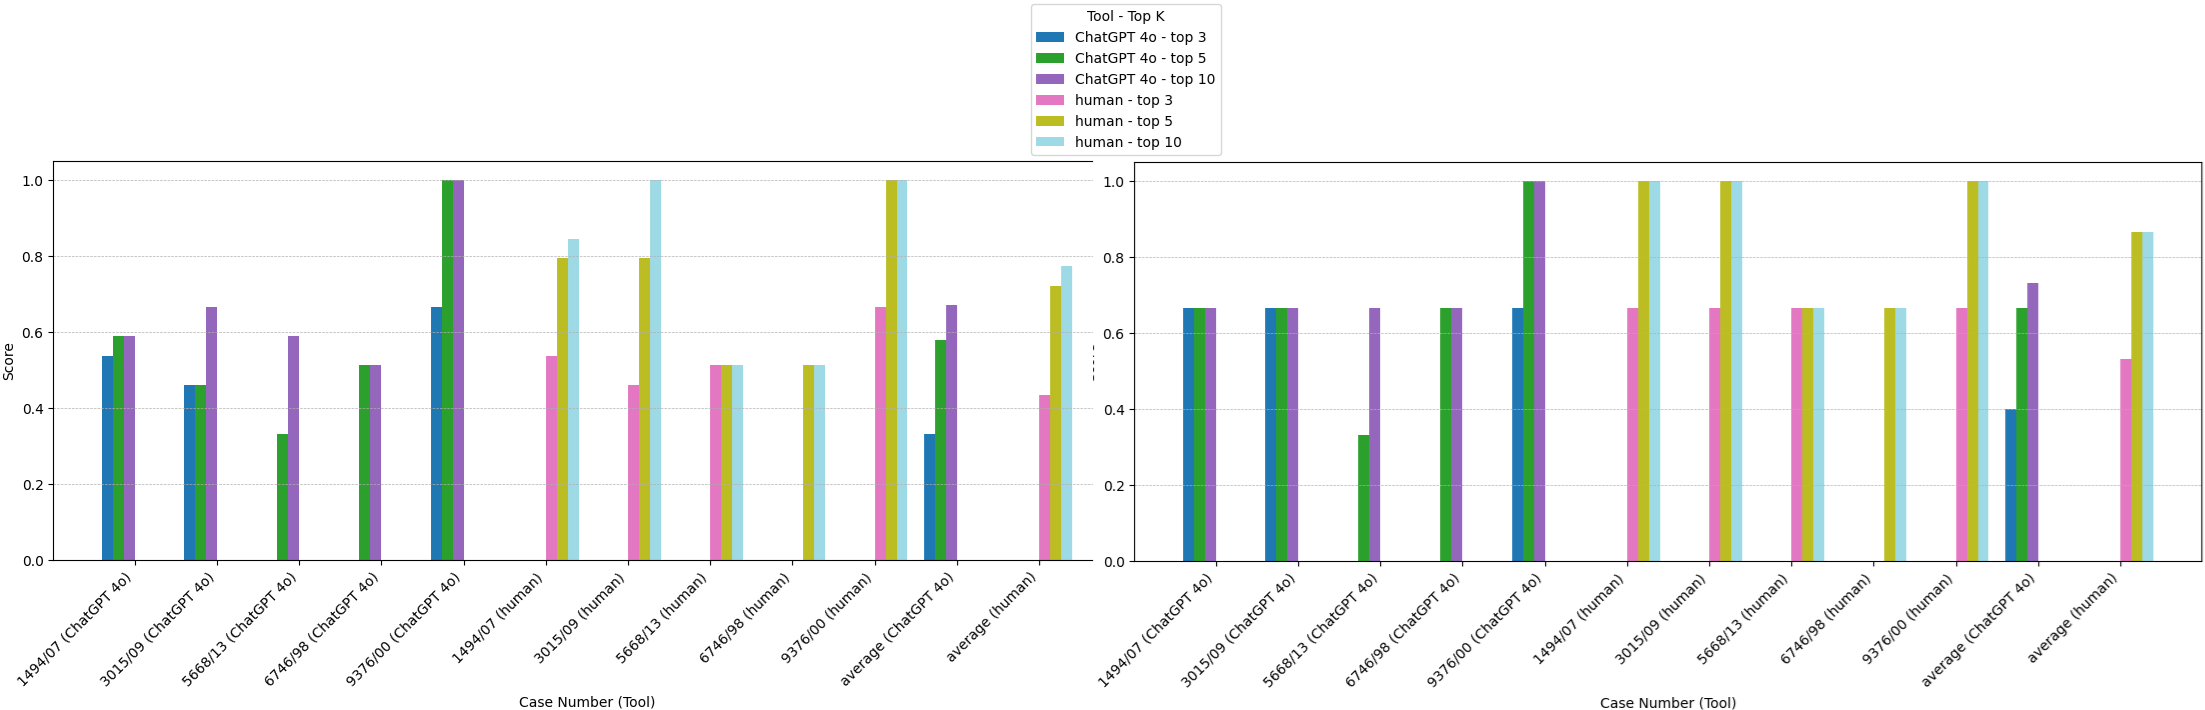 Tool - Top K
ChatGPT 4o - top 3
ChatGPT 4o - top 5
ChatGPT 4o - top 10
human - top 3
human - top 5
human - top 10
1.0
0.8
0.6
0.4
0.2
0.0
Score
1494/07 (ChatGPT 4o)
3015/09 (ChatGPT 4o)
5668/13 (ChatGPT 4o)
6746/98 (ChatGPT 4o)
9376/00 (ChatGPT 4o)
1494/07 (human)
3015/09 (human)
5668/13 (human)
6746/98 (human)
9376/00 (human)
average (ChatGPT 4o)
average (human)
Case Number (Tool)
1.0
0.8
0.6
0.4
0.2
0.0
1494/07 (ChatGPT 4o)
3015/09 (ChatGPT 4o)
5668/13 (ChatGPT 4o)
6746/98 (ChatGPT 4o)
9376/00 (ChatGPT 4o)
1494/07 (human)
3015/09 (human)
5668/13 (human)
6746/98 (human)
9376/00 (human)
average (ChatGPT 4o)
average (human)
Case Number (Tool)